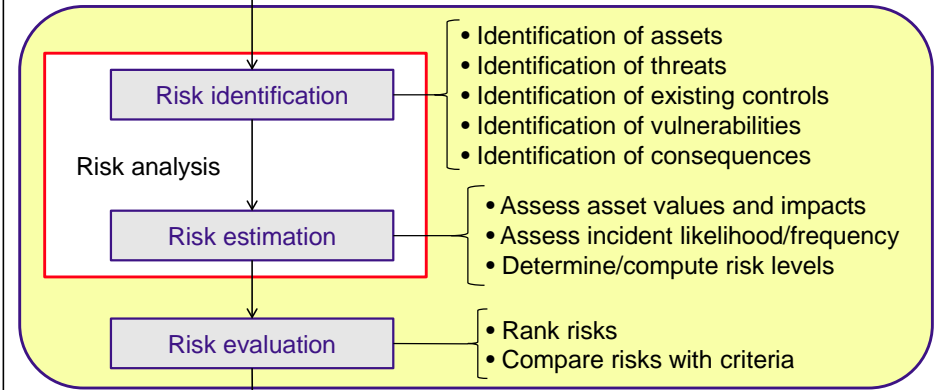 Risk identification
• Identification of assets
• Identification of threats
• Identification of existing controls
• Identification of vulnerabilities
• Identification of consequences
Risk analysis
Risk estimation
• Assess asset values and impacts
• Assess incident likelihood/frequency
• Determine/compute risk levels
Risk evaluation
• Rank risks
• Compare risks with criteria